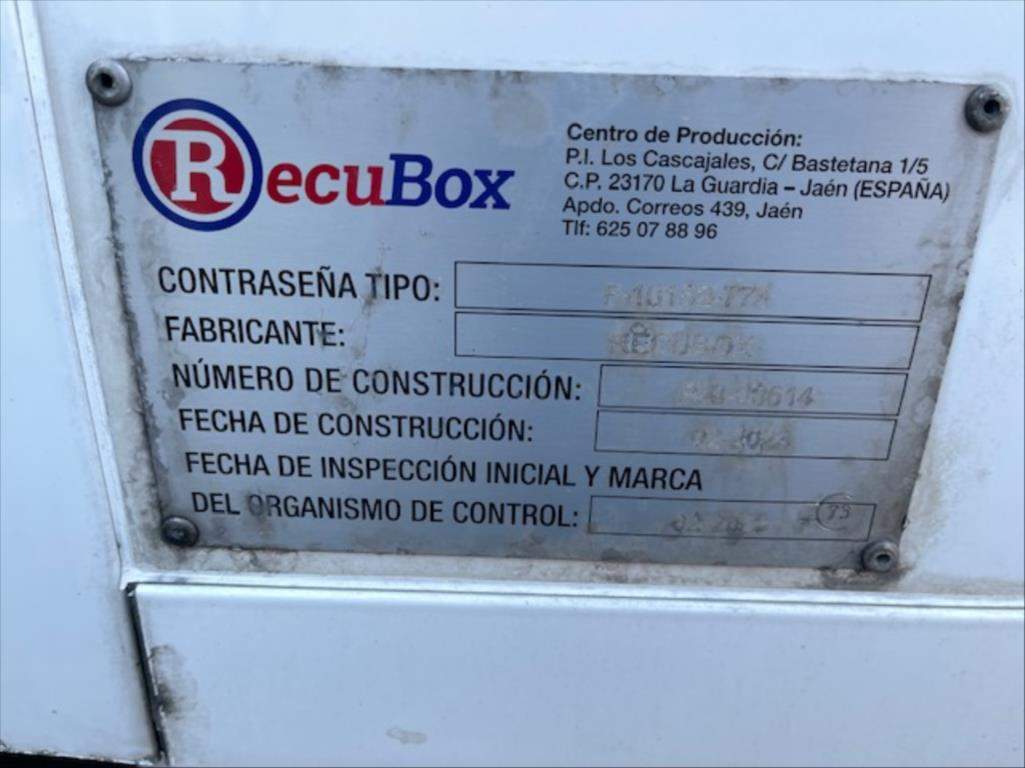 RecuBox
Centro de Producción:
P.I. Los Cascajales, C/ Bastetana 1/5
C.P. 23170 La Guardia – Jaén (ESPAÑA)
Apdo. Correos 439, Jaén
Tlf: 625 07 88 96
CONTRASEÑA TIPO:
FABRICANTE: RECUBOX
NÚMERO DE CONSTRUCCIÓN:
FECHA DE CONSTRUCCIÓN:
FECHA DE INSPECCIÓN INICIAL Y MARCA
DEL ORGANISMO DE CONTROL: